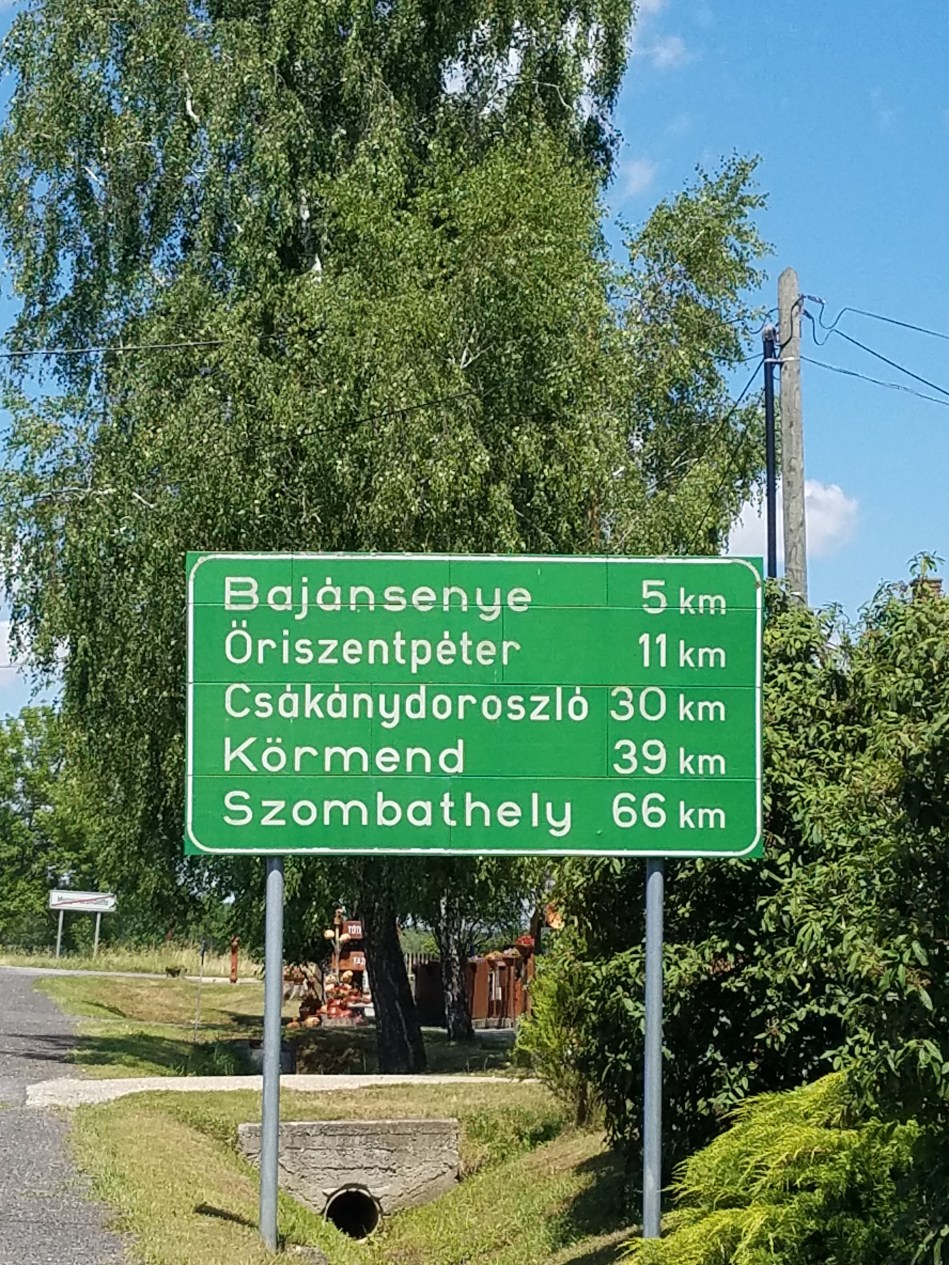 Bajánsenye 5 km
Őriszentpéter 11 km
Csákánydoroszló 30 km
Körmend 39 km
Szombathely 66 km